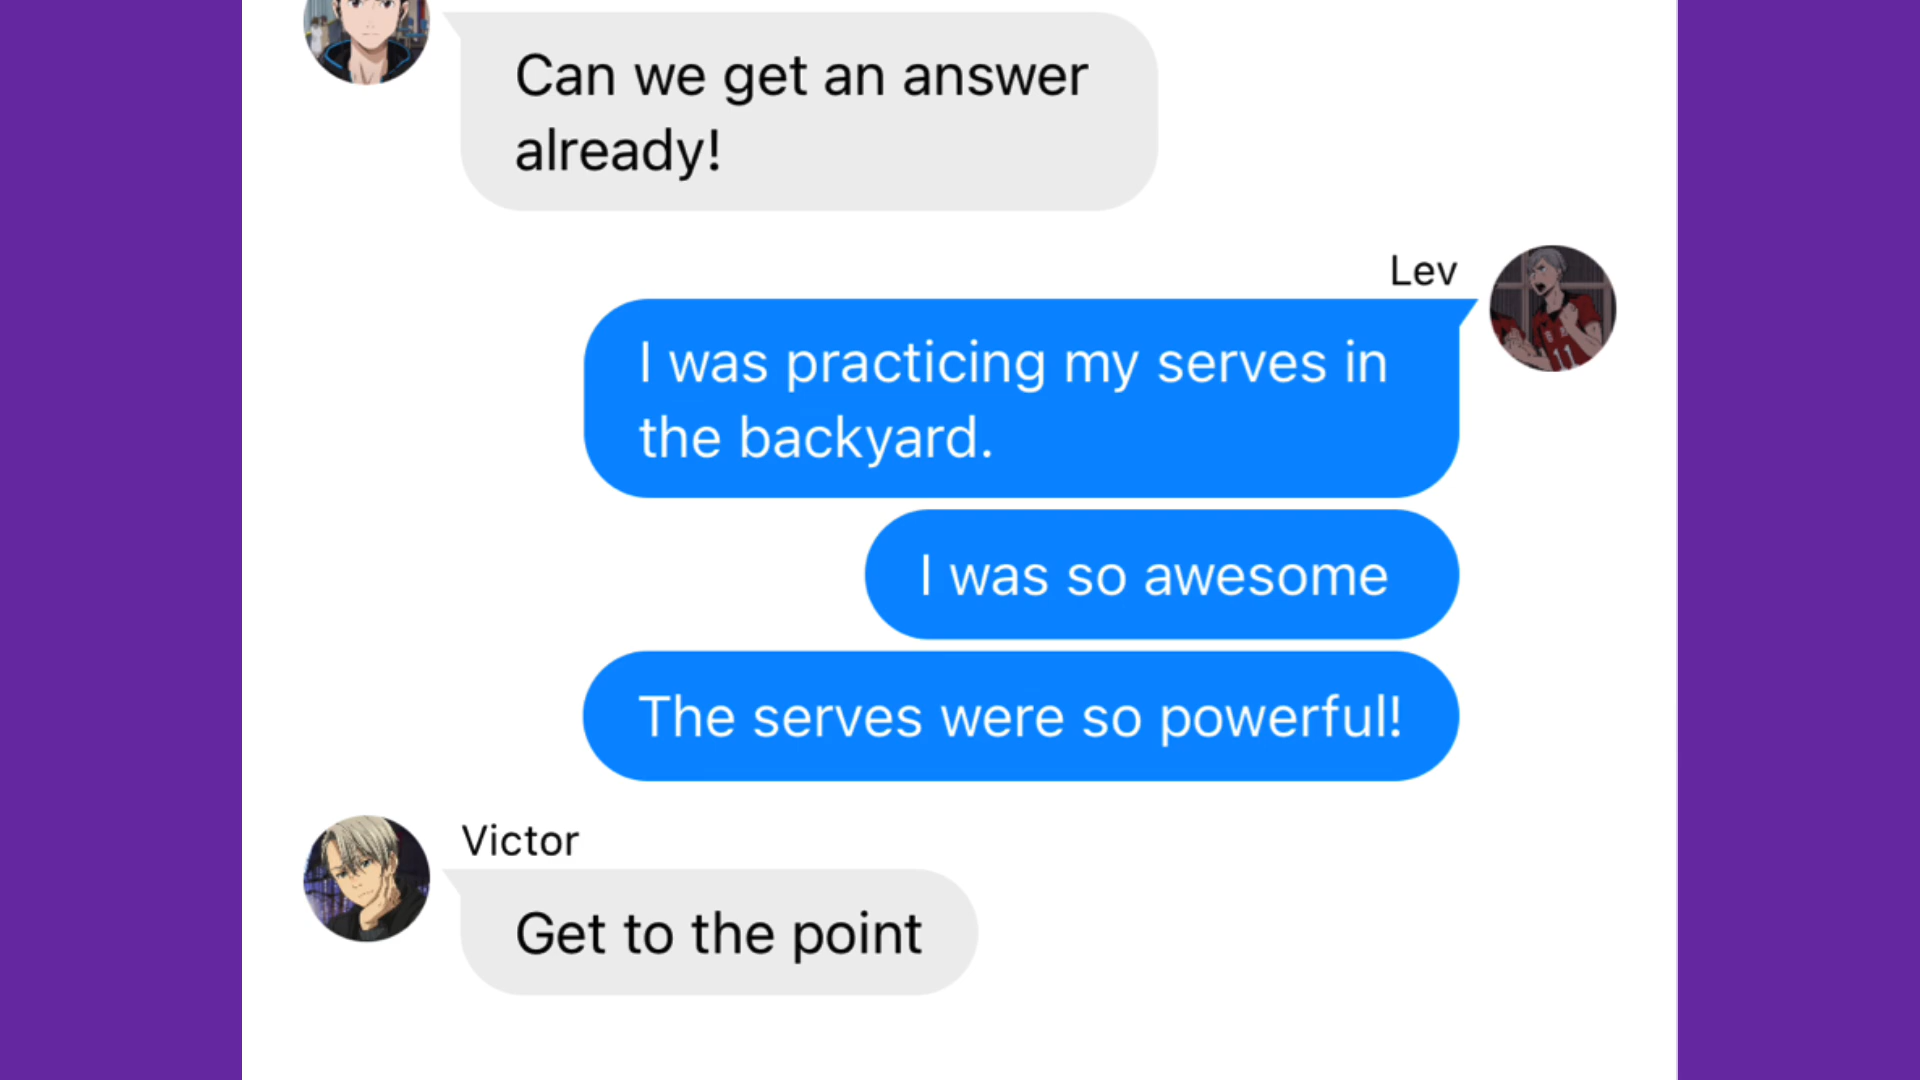 Can we get an answer
already!
Lev
I was practicing my serves in
the backyard.
I was so awesome
The serves were so powerful!
Victor
Get to the point
11